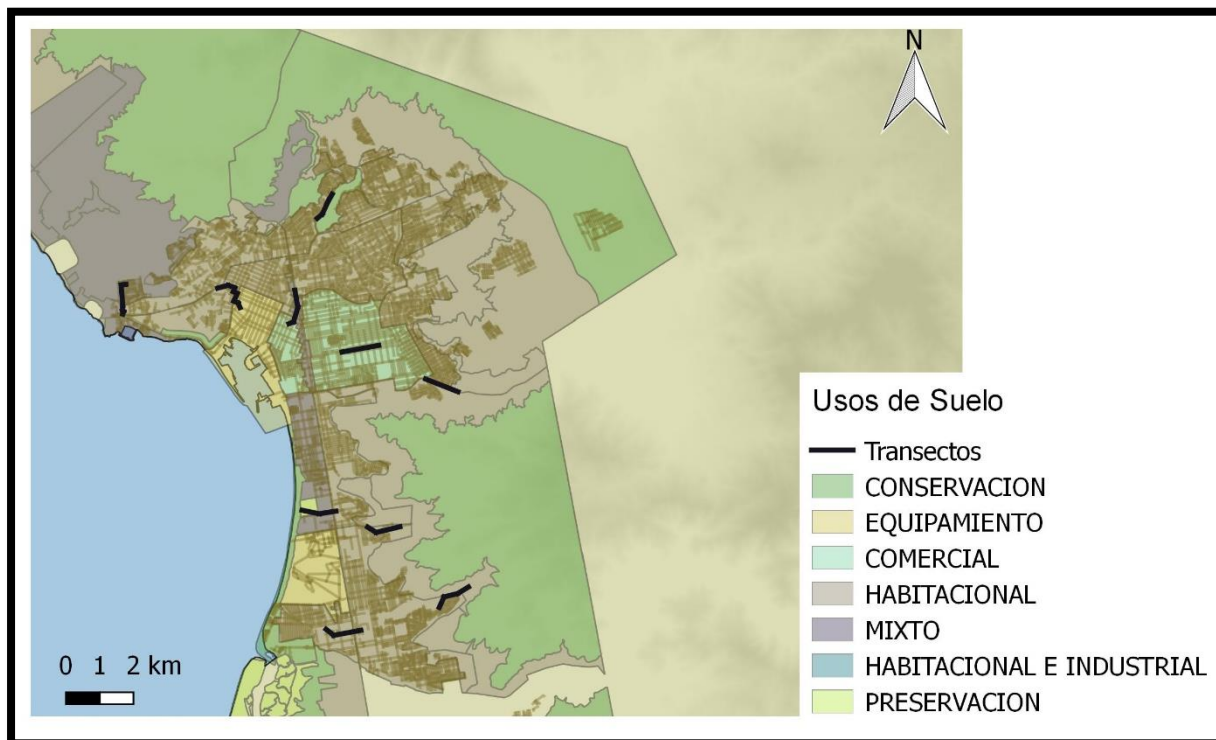 N
Usos de Suelo
Transectos
CONSERVACION
EQUIPAMIENTO
COMERCIAL
HABITACIONAL
MIXTO
HABITACIONAL E INDUSTRIAL
PRESERVACION
0 1 2 km